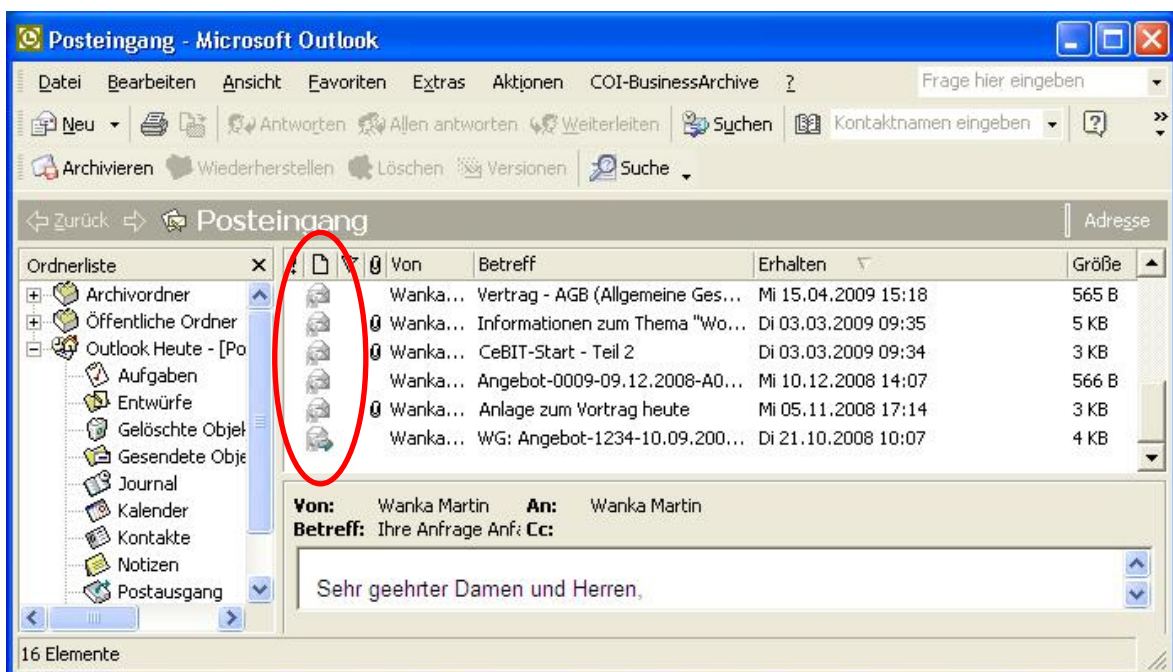 Posteingang - Microsoft Outlook
Datei Bearbeiten Ansicht Favoriten Extras Aktionen COI-BusinessArchive ? Frage hier eingeben
Neu Antworten Allen antworten Weiterleiten Suchen Kontaktnamen eingeben
Archivieren Wiederherstellen Löschen Versionen Suche
Zurück Posteingang Adresse
Ordnerliste ! Von Betreff Erhalten Größe
Archivordner Wanka... Vertrag - AGB (Allgemeine Ges... Mi 15.04.2009 15:18 565 B
Öffentliche Ordner Wanka... Informationen zum Thema "Wo... Di 03.03.2009 09:35 5 KB
Outlook Heute - [Po Wanka... CeBIT-Start - Teil 2 Di 03.03.2009 09:34 3 KB
Aufgaben Wanka... Angebot-0009-09.12.2008-A0... Mi 10.12.2008 14:07 566 B
Entwürfe Wanka... Anlage zum Vortrag heute Mi 05.11.2008 17:14 3 KB
Gelöschte Objek Wanka... WG: Angebot-1234-10.09.200... Di 21.10.2008 10:07 4 KB
Gesendete Obje
Journal
Kalender
Kontakte
Notizen
Postausgang
Von: Wanka Martin An: Wanka Martin
Betreff: Ihre Anfrage Anfa Cc:
Sehr geehrter Damen und Herren,
16 Elemente